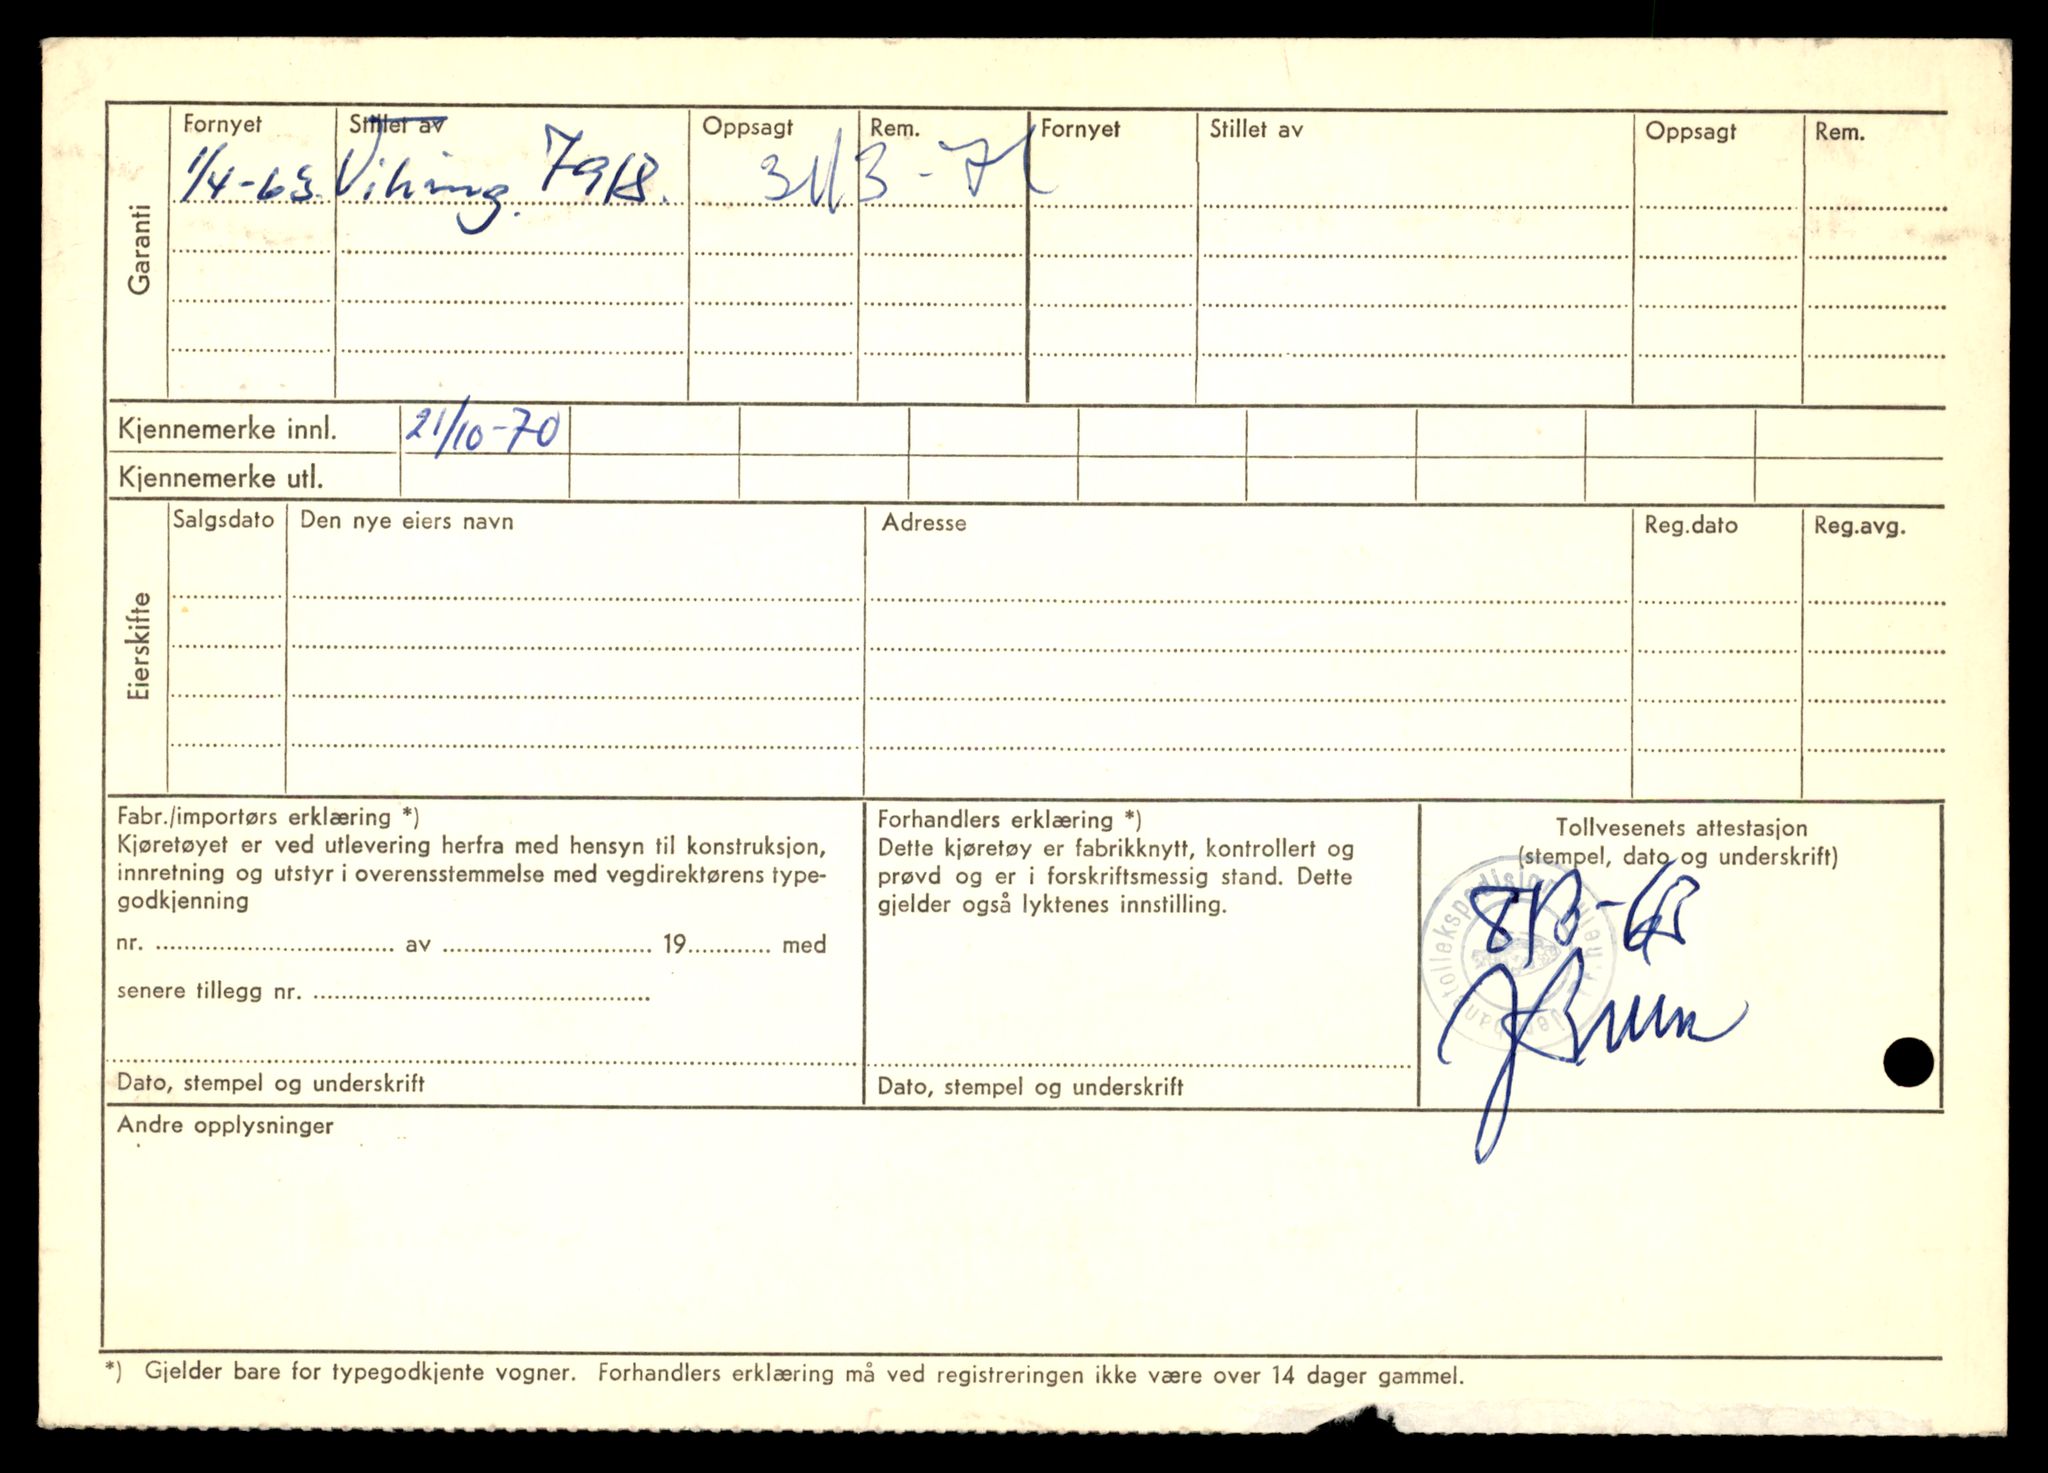 Garanti
Fornyet Stillet av Oppsagt Rem. Fornyet Stillet av Oppsagt Rem.
1/4-63. Viking. 7918. 31/3-71
Kjennemerke innl. 21/10-70
Kjennemerke utl.
Eierskifte
Salgsdato Den nye eiers navn Adresse Reg.dato Reg.avg.
Fabr./importørs erklæring *)
Kjøretøyet er ved utlevering herfra med hensyn til konstruksjon,
innretning og utstyr i overensstemmelse med vegdirektørens type-
godkjenning
nr. ........ av ........ 19........ med
senere tillegg nr. ........
Dato, stempel og underskrift
Forhandlers erklæring *)
Dette kjøretøy er fabrikknytt, kontrollert og
prøvd og er i forskriftsmessig stand. Dette
gjelder også lyktenes innstilling.
Dato, stempel og underskrift
Tollvesenets attestasjon
(stempel, dato og underskrift)
Brun
Andre opplysninger
*) Gjelder bare for typegodkjente vogner. Forhandlers erklæring må ved registreringen ikke være over 14 dager gammel.